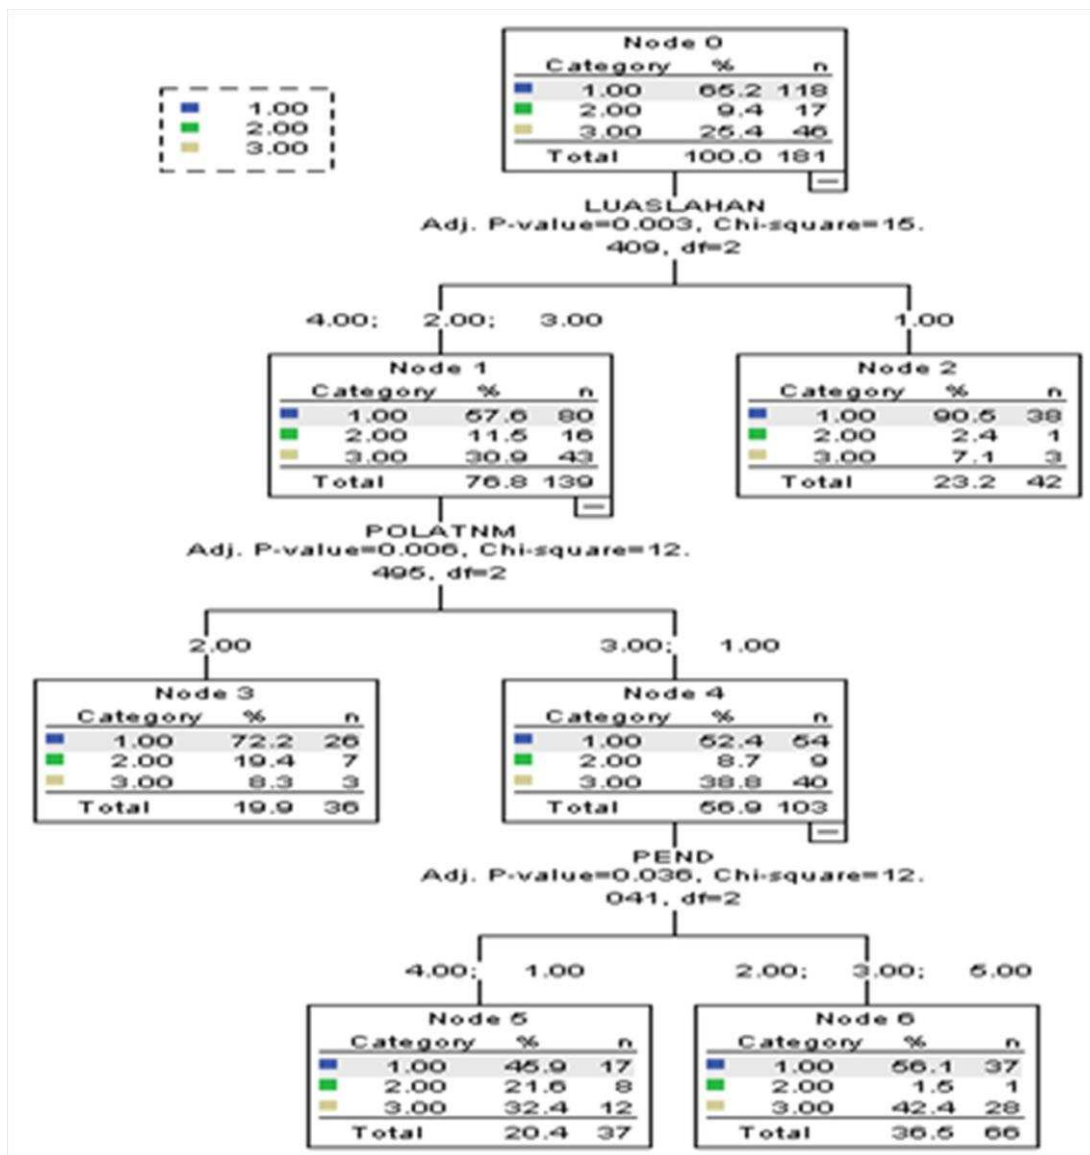 Node 0
Category % n
1.00 65.2 118
2.00 9.4 17
3.00 25.4 46
Total 100.0 181
1.00
2.00
3.00
LUASLAHAN
Adj. P-value=0.003, Chi-square=15.
409, df=2
4.00; 2.00; 3.00
1.00
Node 1
Category % n
1.00 57.6 80
2.00 11.5 16
3.00 30.9 43
Total 76.8 139
Node 2
Category % n
1.00 90.5 38
2.00 2.4 1
3.00 7.1 3
Total 23.2 42
POLATNM
Adj. P-value=0.006, Chi-square=12.
495, df=2
2.00
3.00; 1.00
Node 3
Category % n
1.00 72.2 26
2.00 19.4 7
3.00 8.3 3
Total 19.9 36
Node 4
Category % n
1.00 52.4 54
2.00 8.7 9
3.00 38.8 40
Total 56.9 103
PEND
Adj. P-value=0.036, Chi-square=12.
041, df=2
4.00; 1.00
2.00; 3.00; 5.00
Node 5
Category % n
1.00 45.9 17
2.00 21.6 8
3.00 32.4 12
Total 20.4 37
Node 6
Category % n
1.00 56.1 37
2.00 1.5 1
3.00 42.4 28
Total 36.5 66